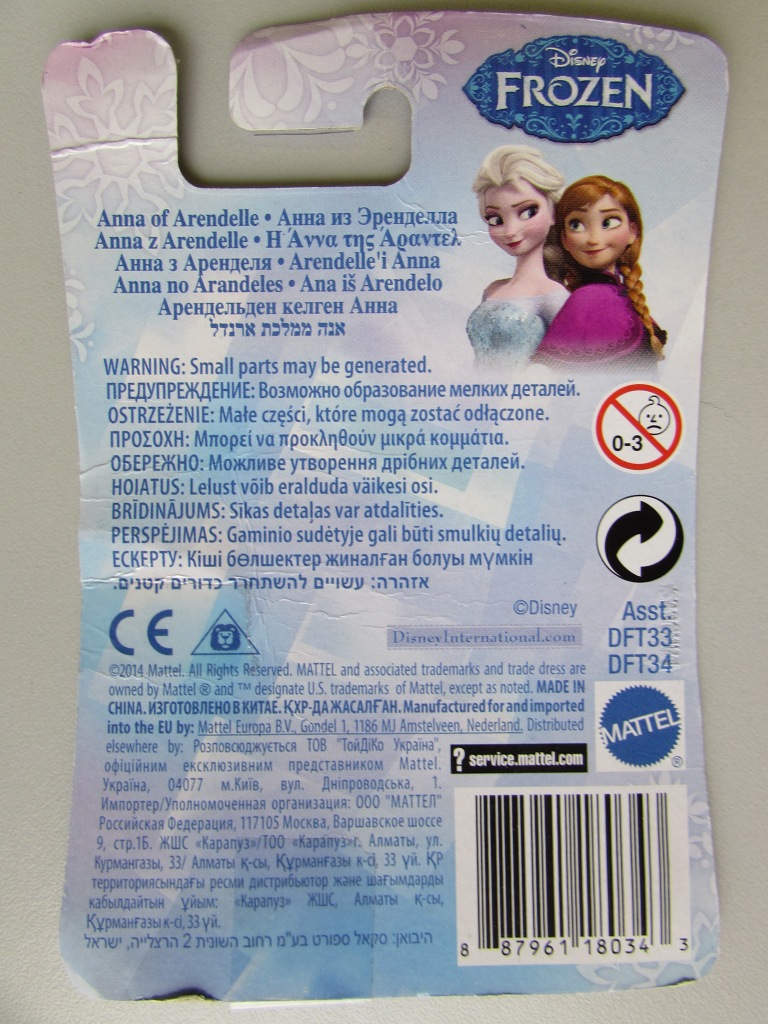 Disney
FROZEN
Anna of Arendelle • Анна из Эренделла
Anna z Arendelle • Η Άννα της Άραντελ
Анна з Аренделя • Arendelle'i Anna
Anna no Arandeles • Ana iš Arendelo
Арендельден келген Анна
אנה ממלכת ארנדל
WARNING: Small parts may be generated.
ПРЕДУПРЕЖДЕНИЕ: Возможно образование мелких деталей.
OSTRZEŻENIE: Małe części, które mogą zostać odłączone.
ΠΡΟΣΟΧΗ: Μπορεί να προκληθούν μικρά κομμάτια.
ОБЕРЕЖНО: Можливе утворення дрібних деталей.
HOIATUS: Lelust võib eralduda väikesi osi.
BRĪDINĀJUMS: Sīkas detaļas var atdalīties.
PERSPĖJIMAS: Gaminio sudėtyje gali būti smulkių detalių.
ЕСКЕРТУ: Кіші бөлшектер жиналған болуы мүмкін
אזהרה: עשויים להשתחרר כדורים קטנים.
0-3
CE
©Disney
DisneyInternational.com
Asst.
DFT33
DFT34
©2014 Mattel. All Rights Reserved. MATTEL and associated trademarks and trade dress are
owned by Mattel ® and ™ designate U.S. trademarks of Mattel, except as noted. MADE IN
CHINA. ИЗГОТОВЛЕНО В КИТАЕ. ҚХР-ДА ЖАСАЛҒАН. Manufactured for and imported
into the EU by: Mattel Europa B.V., Gondel 1, 1186 MJ Amstelveen, Nederland. Distributed
elsewhere by: Розповсюджується ТОВ "ТойДіКо Україна",
офіційним ексклюзивним представником Mattel.
Україна, 04077 м.Київ, вул. Дніпроводська, 1.
Импортер/Уполномоченная организация: ООО "МАТТЕЛ"
Российская Федерация, 117105 Москва, Варшавское шоссе
9, стр.1Б. ЖШС «Карапуз»/ТОО «Карапуз»г. Алматы, ул.
Курмангазы, 33/ Алматы қ-сы, Құрманғазы к-сі, 33 үй. ҚР
территориясындағы ресми дистрибьютор және шағымдарды
кабылдайтын ұйым: «Карапуз» ЖШС, Алматы қ-сы,
Құрманғазы к-сі, 33 үй.
היבואן: סקאל ספורט בע"מ רחוב השונית 2 הרצלייה, ישראל
MATTEL
®
? service.mattel.com
8 87961 18034 3